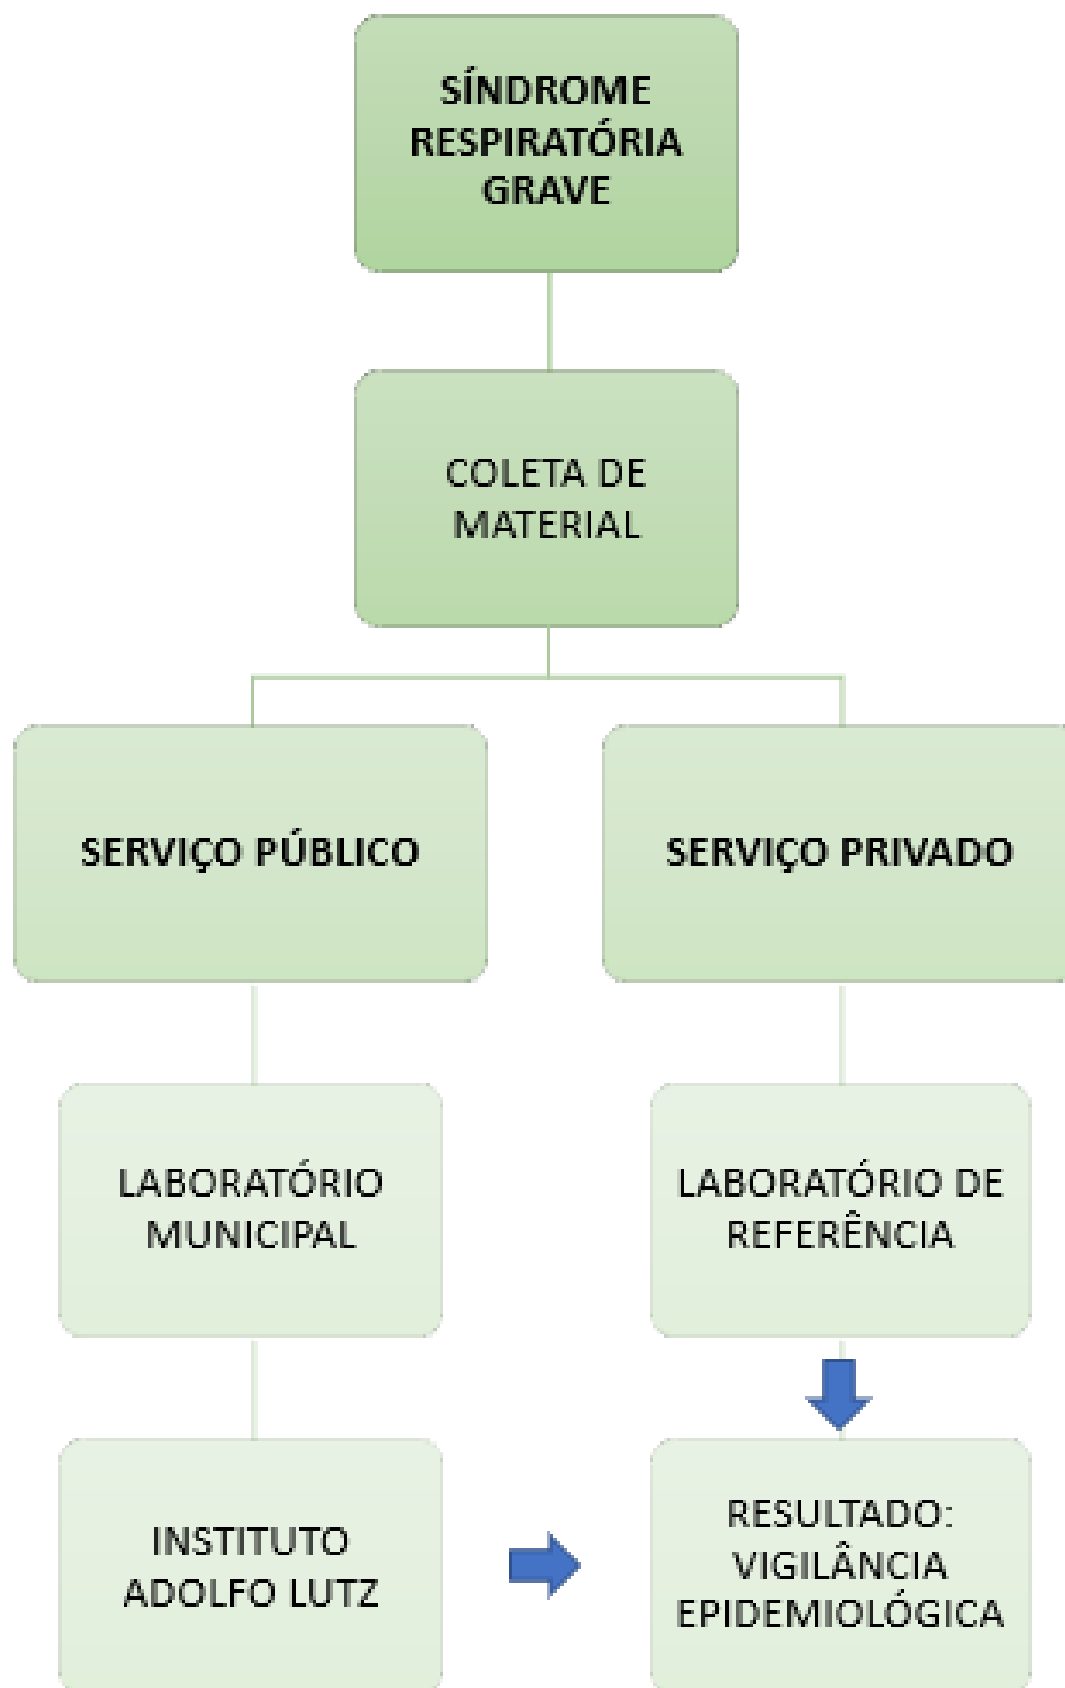 SÍNDROME
RESPIRATÓRIA
GRAVE
COLETA DE
MATERIAL
SERVIÇO PÚBLICO
SERVIÇO PRIVADO
LABORATÓRIO
MUNICIPAL
LABORATÓRIO DE
REFERÊNCIA
INSTITUTO
ADOLFO LUTZ
RESULTADO:
VIGILÂNCIA
EPIDEMIOLÓGICA